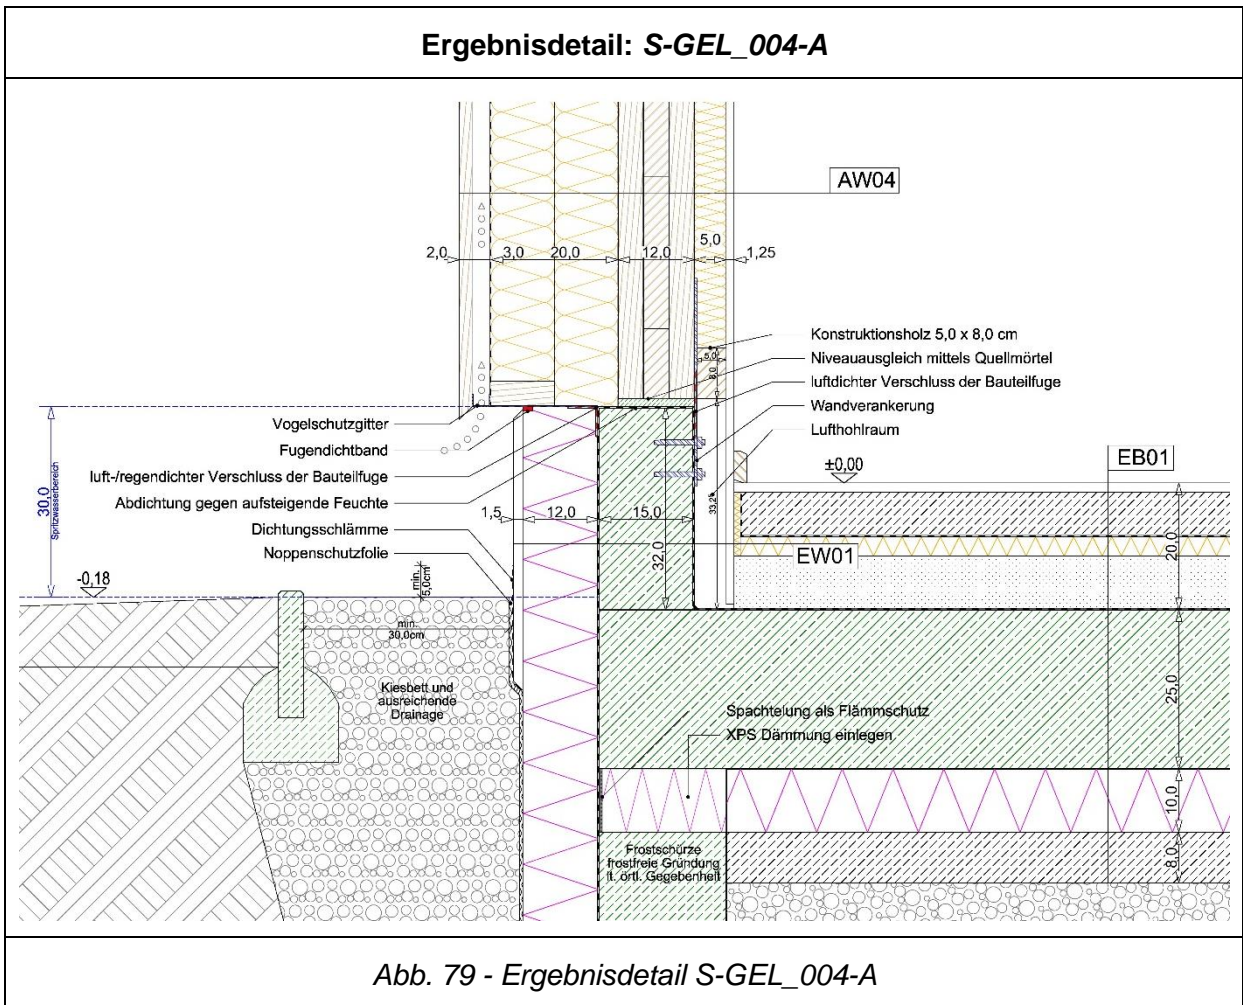 Ergebnisdetail: S-GEL_004-A
AW04
2,0
3,0
20,0
12,0
5,0
1,25
Konstruktionsholz 5,0 x 8,0 cm
5,0
8,0
Niveauausgleich mittels Quellmörtel
luftdichter Verschluss der Bauteilfuge
Wandverankerung
Lufthohlraum
Vogelschutzgitter
Fugendichtband
luft-/regendichter Verschluss der Bauteilfuge
Abdichtung gegen aufsteigende Feuchte
Dichtungsschlämme
Noppenschutzfolie
30,0
Spritzwasserbereich
±0,00
EB01
1,5
12,0
15,0
33,25
32,0
EW01
20,0
-0,18
min.
5,0cm
min.
30,0cm
Kiesbett und
ausreichende
Drainage
25,0
Spachtelung als Flämmschutz
XPS Dämmung einlegen
10,0
8,0
Frostschürze
frostfreie Gründung
lt. örtl. Gegebenheit
Abb. 79 - Ergebnisdetail S-GEL_004-A